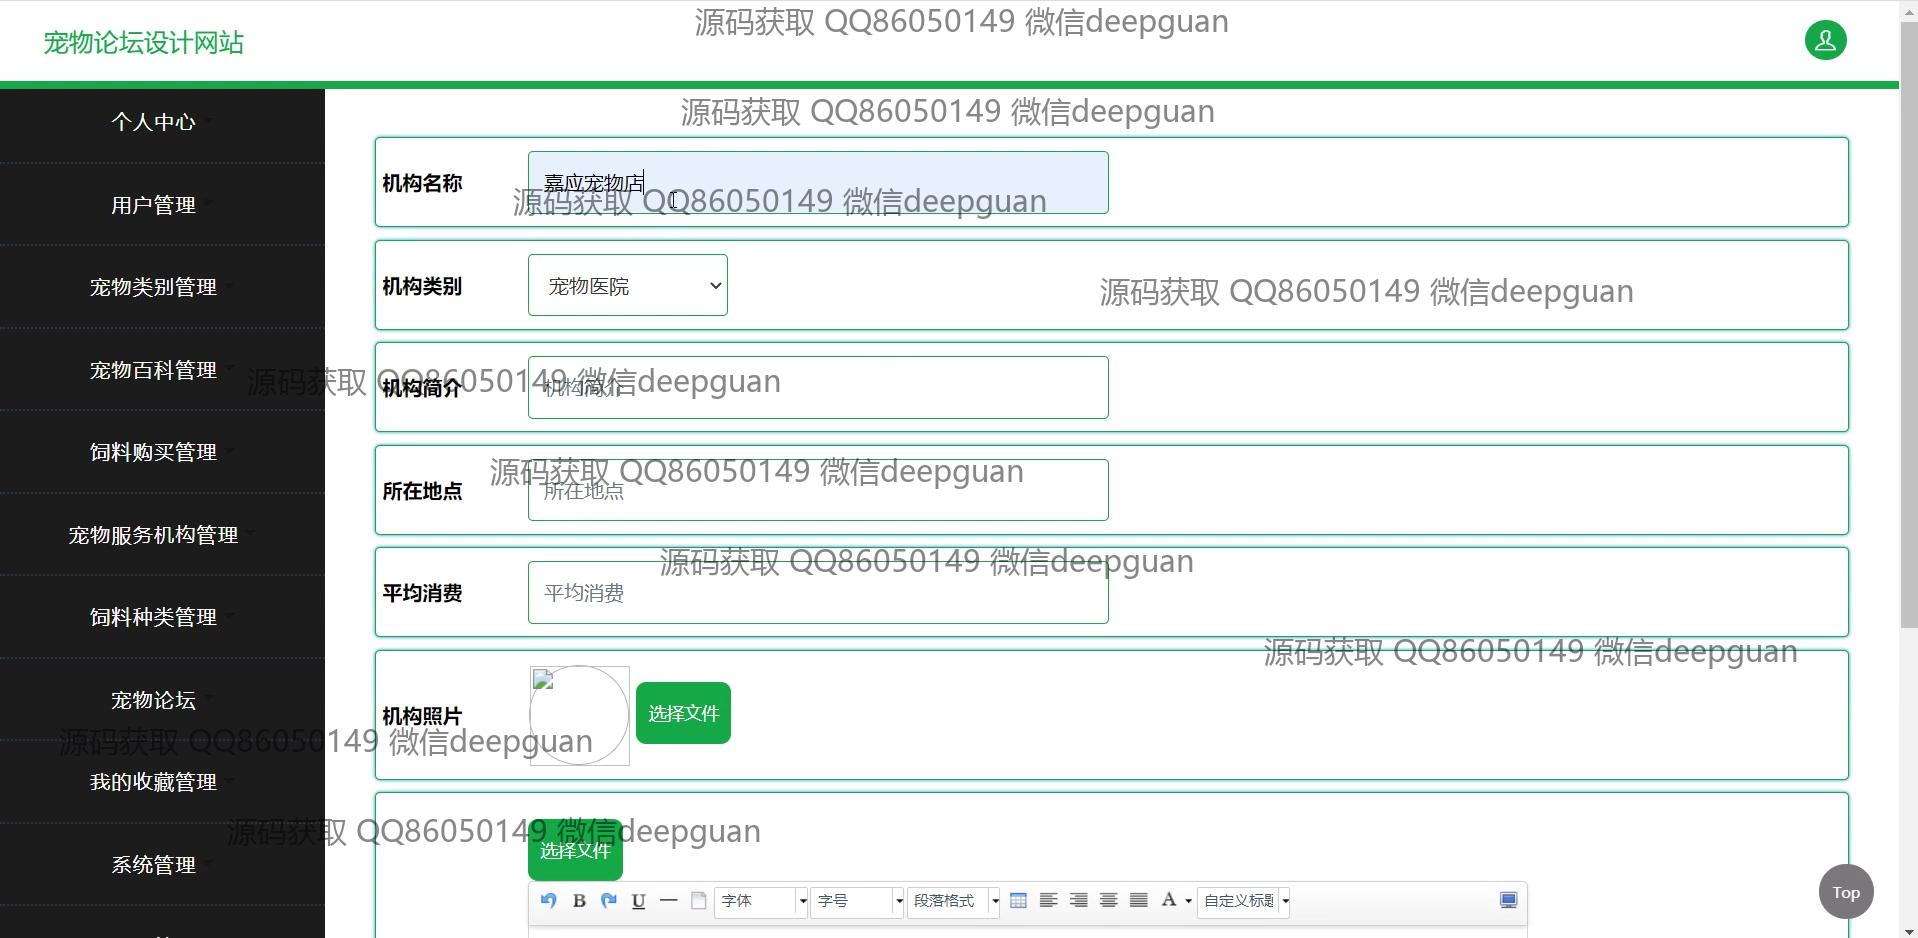 源码获取 QQ86050149 微信deepguan
宠物论坛设计网站
源码获取 QQ86050149 微信deepguan
个人中心
机构名称
嘉应宠物店
源码获取 QQ86050149 微信deepguan
用户管理
宠物类别管理
机构类别
宠物医院
源码获取 QQ86050149 微信deepguan
宠物百科管理
源码获取 QQ86050149 微信deepguan
机构简介
机构简介
饲料购买管理
源码获取 QQ86050149 微信deepguan
所在地点
所在地点
宠物服务机构管理
源码获取 QQ86050149 微信deepguan
平均消费
平均消费
饲料种类管理
源码获取 QQ86050149 微信deepguan
宠物论坛
机构照片
选择文件
源码获取 QQ86050149 微信deepguan
我的收藏管理
源码获取 QQ86050149 微信deepguan
选择文件
系统管理
B
U
字体
字号
段落格式
A
自定义标题
Top